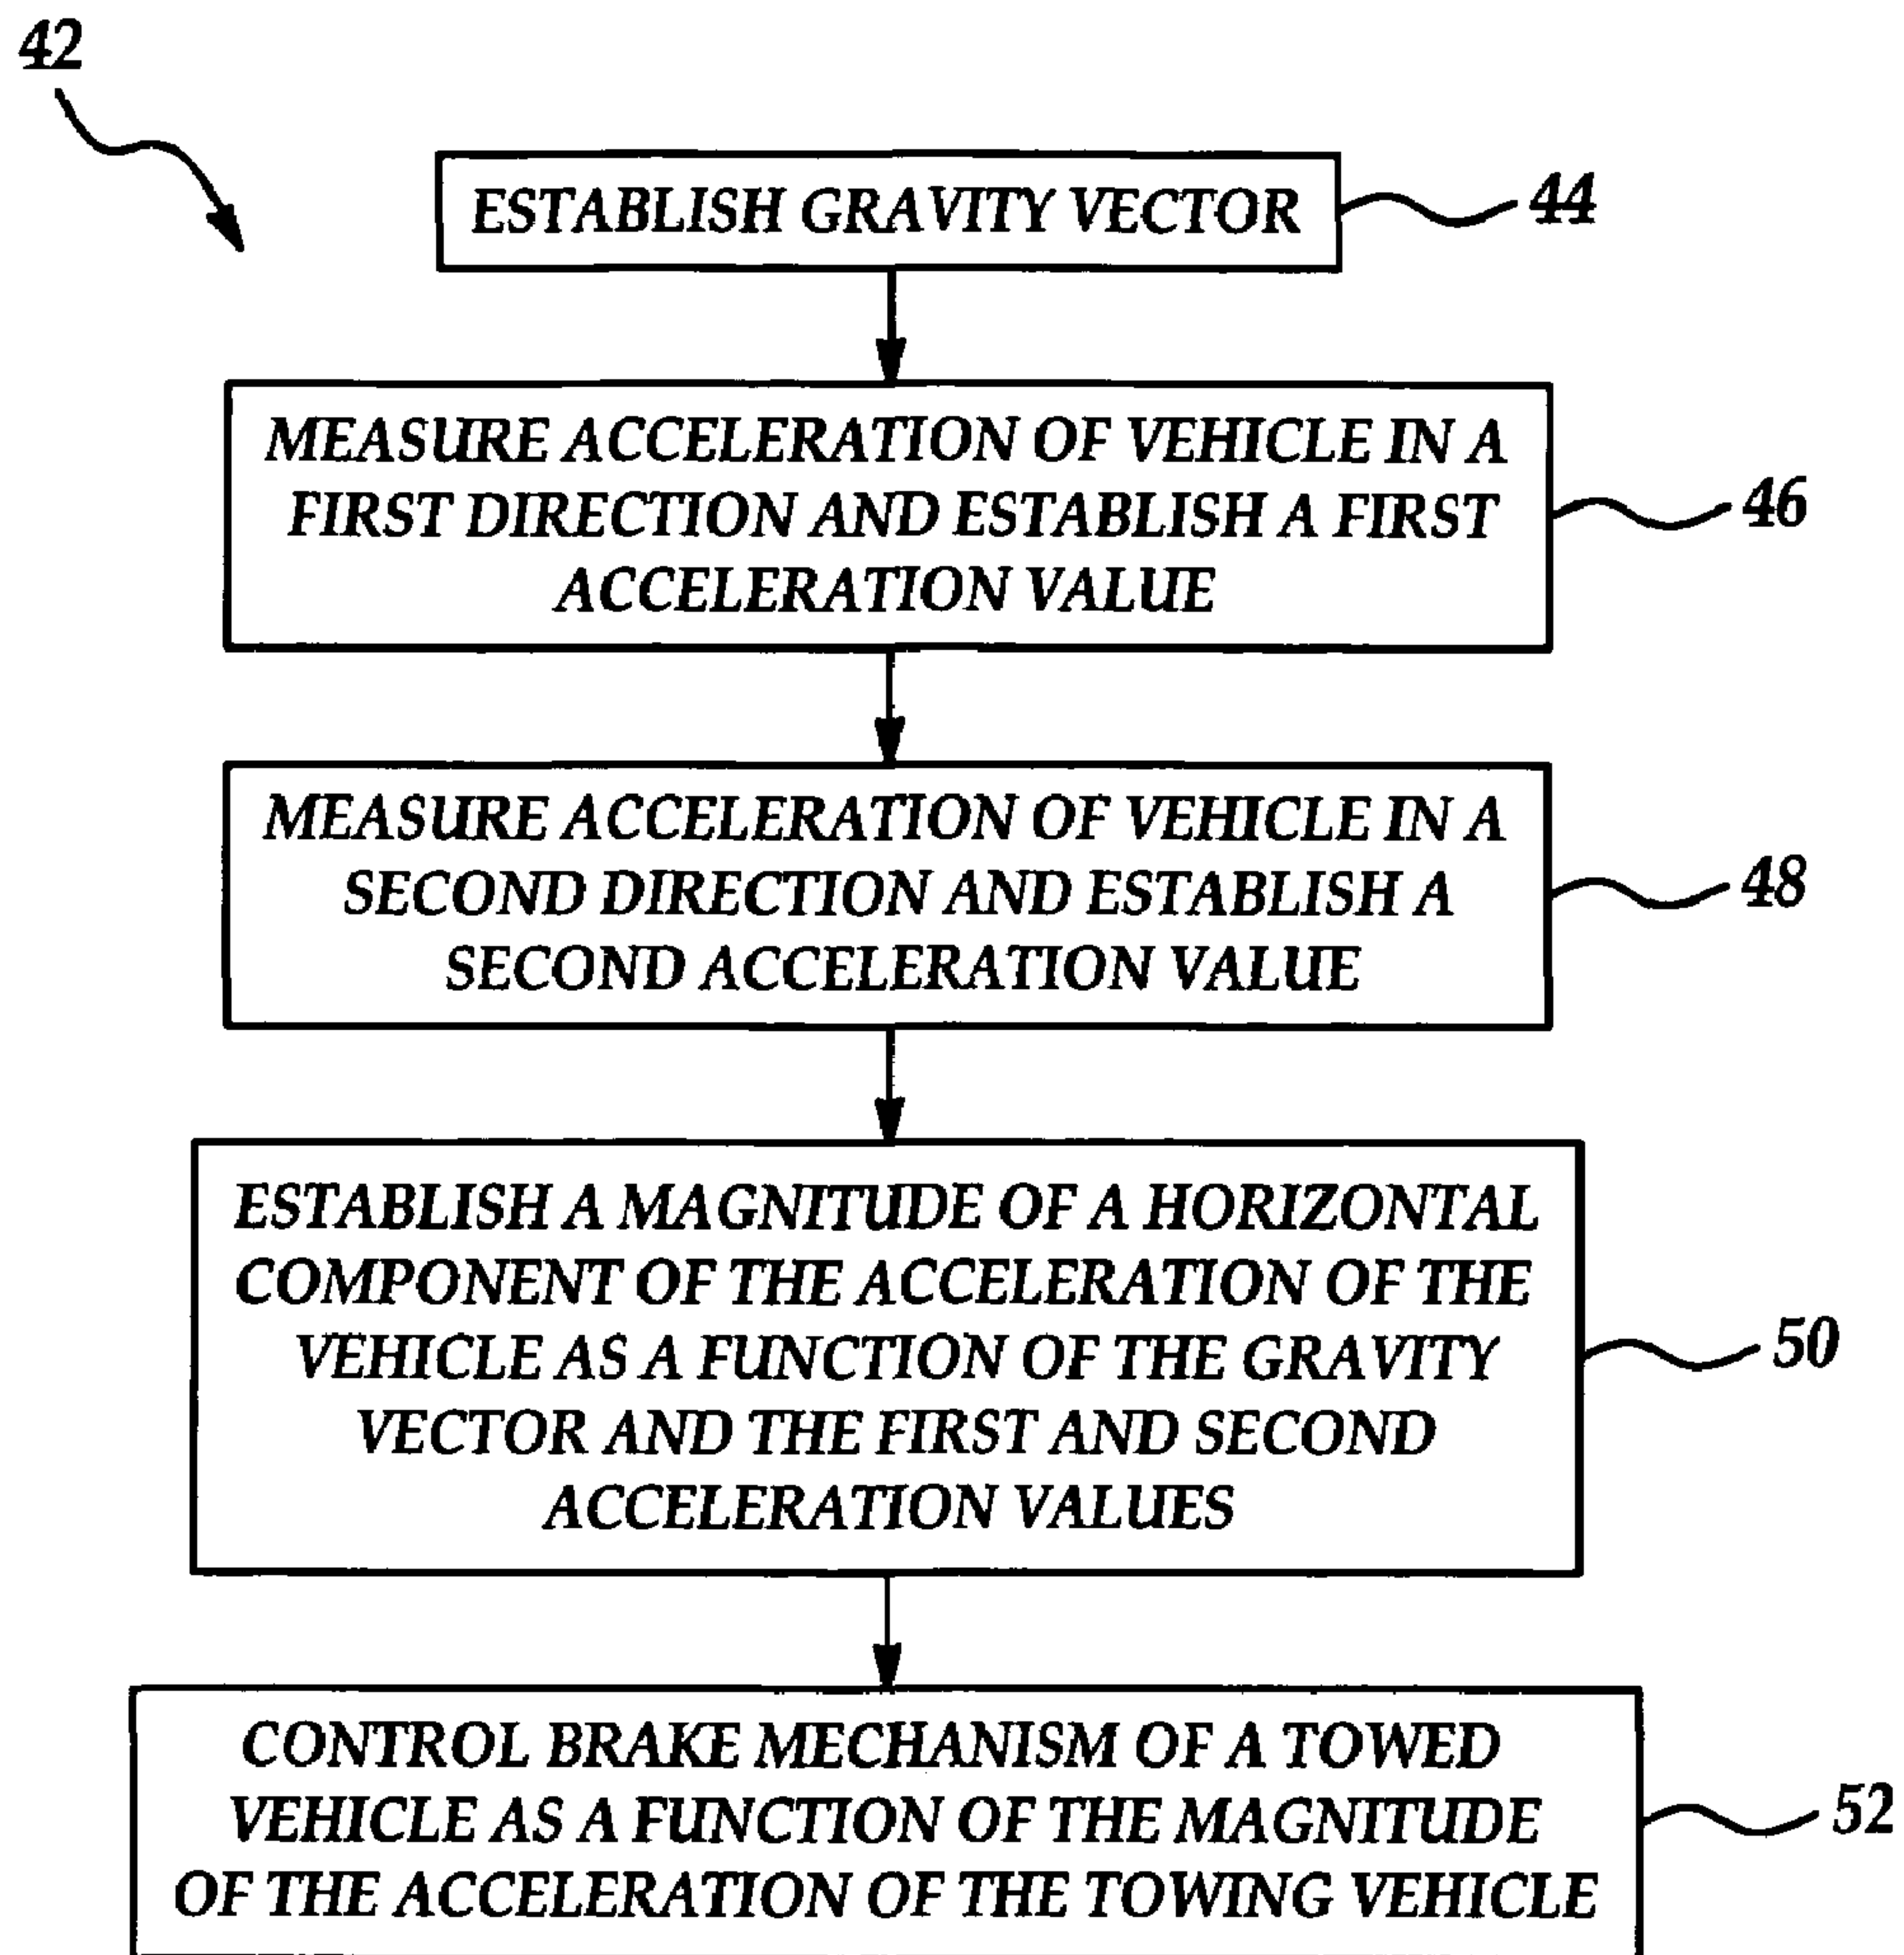 42
ESTABLISH GRAVITY VECTOR
44
MEASURE ACCELERATION OF VEHICLE IN A
FIRST DIRECTION AND ESTABLISH A FIRST
ACCELERATION VALUE
46
MEASURE ACCELERATION OF VEHICLE IN A
SECOND DIRECTION AND ESTABLISH A
SECOND ACCELERATION VALUE
48
ESTABLISH A MAGNITUDE OF A HORIZONTAL
COMPONENT OF THE ACCELERATION OF THE
VEHICLE AS A FUNCTION OF THE GRAVITY
VECTOR AND THE FIRST AND SECOND
ACCELERATION VALUES
50
CONTROL BRAKE MECHANISM OF A TOWED
VEHICLE AS A FUNCTION OF THE MAGNITUDE
OF THE ACCELERATION OF THE TOWING VEHICLE
52